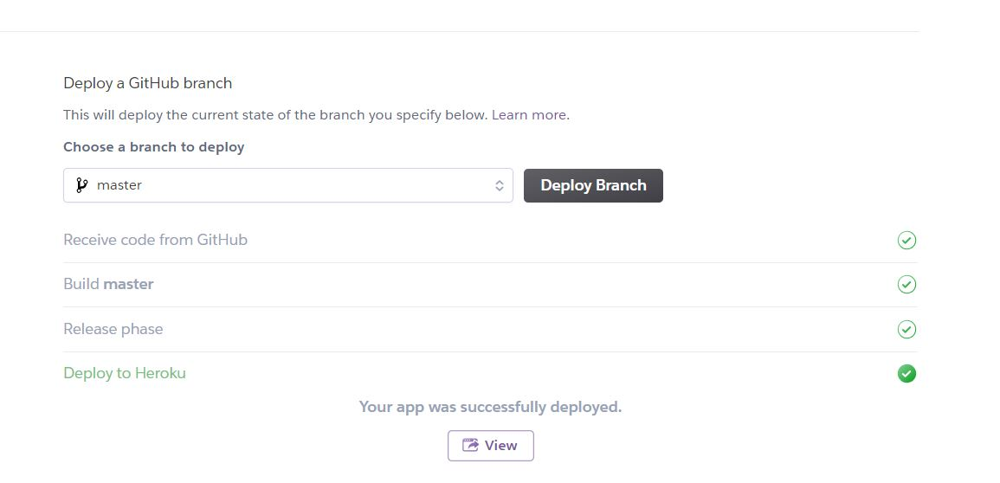 Deploy a GitHub branch
This will deploy the current state of the branch you specify below. Learn more.
Choose a branch to deploy
master
Deploy Branch
Receive code from GitHub
Build master
Release phase
Deploy to Heroku
Your app was successfully deployed.
View